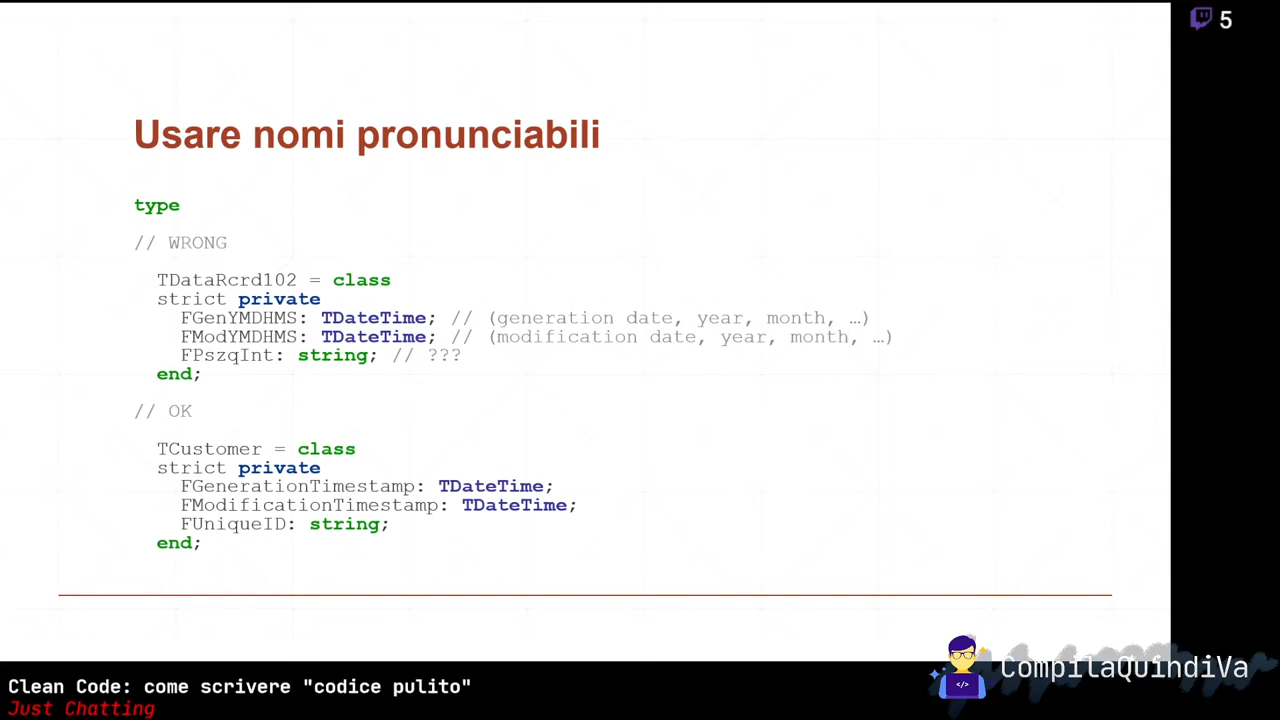 5
Usare nomi pronunciabili
type
// WRONG
TDataRcrd102 = class
strict private
FGenYMDHMS: TDateTime; // (generation date, year, month, …)
FModYMDHMS: TDateTime; // (modification date, year, month, …)
FPszqInt: string; // ???
end;
// OK
TCustomer = class
strict private
FGenerationTimestamp: TDateTime;
FModificationTimestamp: TDateTime;
FUniqueID: string;
end;
</>
CompilaQuindiVa
Clean Code: come scrivere "codice pulito"
Just Chatting